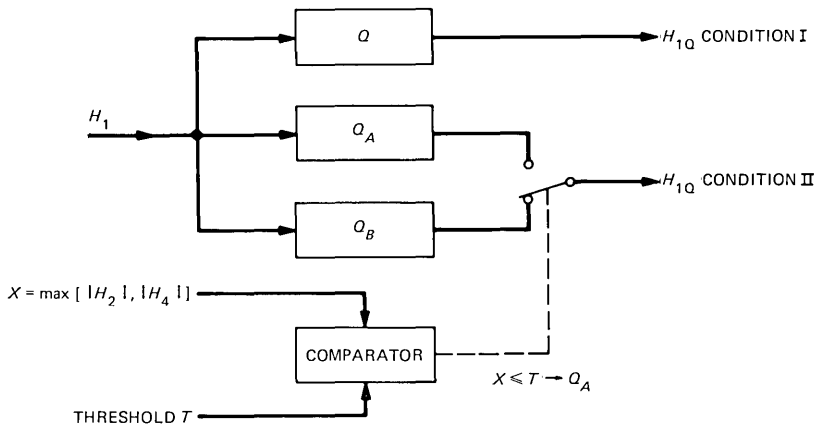 Q
H1Q CONDITION I
H1
QA
H1Q CONDITION II
QB
X = max [ |H2|, |H4| ]
COMPARATOR
X ⩽ T → QA
THRESHOLD T